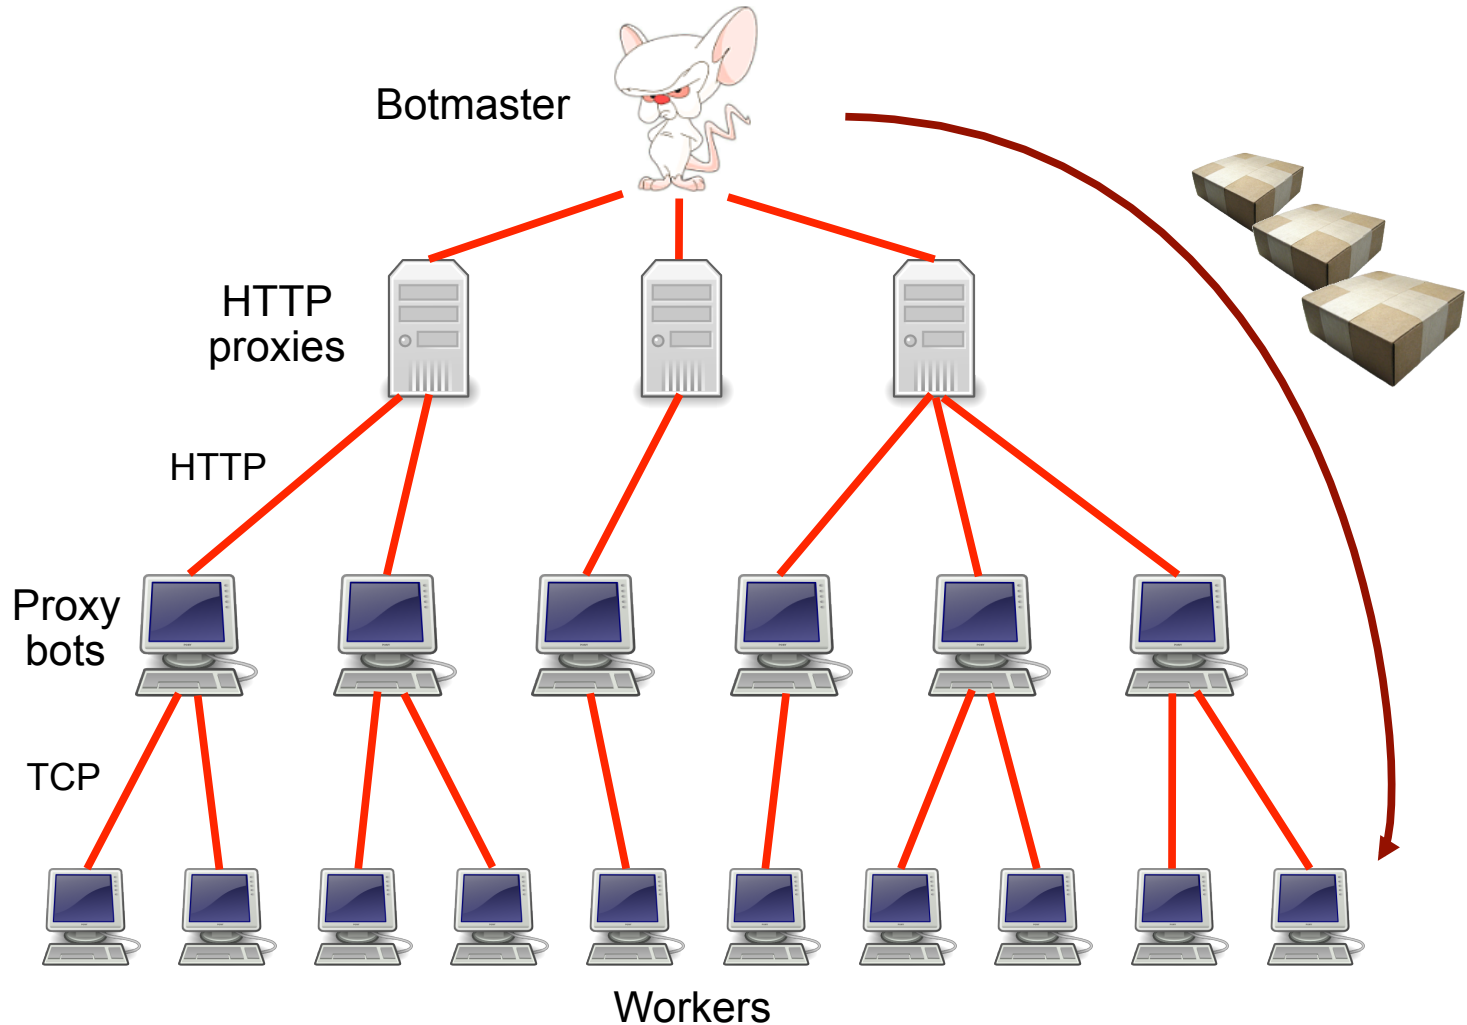 Botmaster
HTTP
proxies
HTTP
Proxy
bots
TCP
Workers